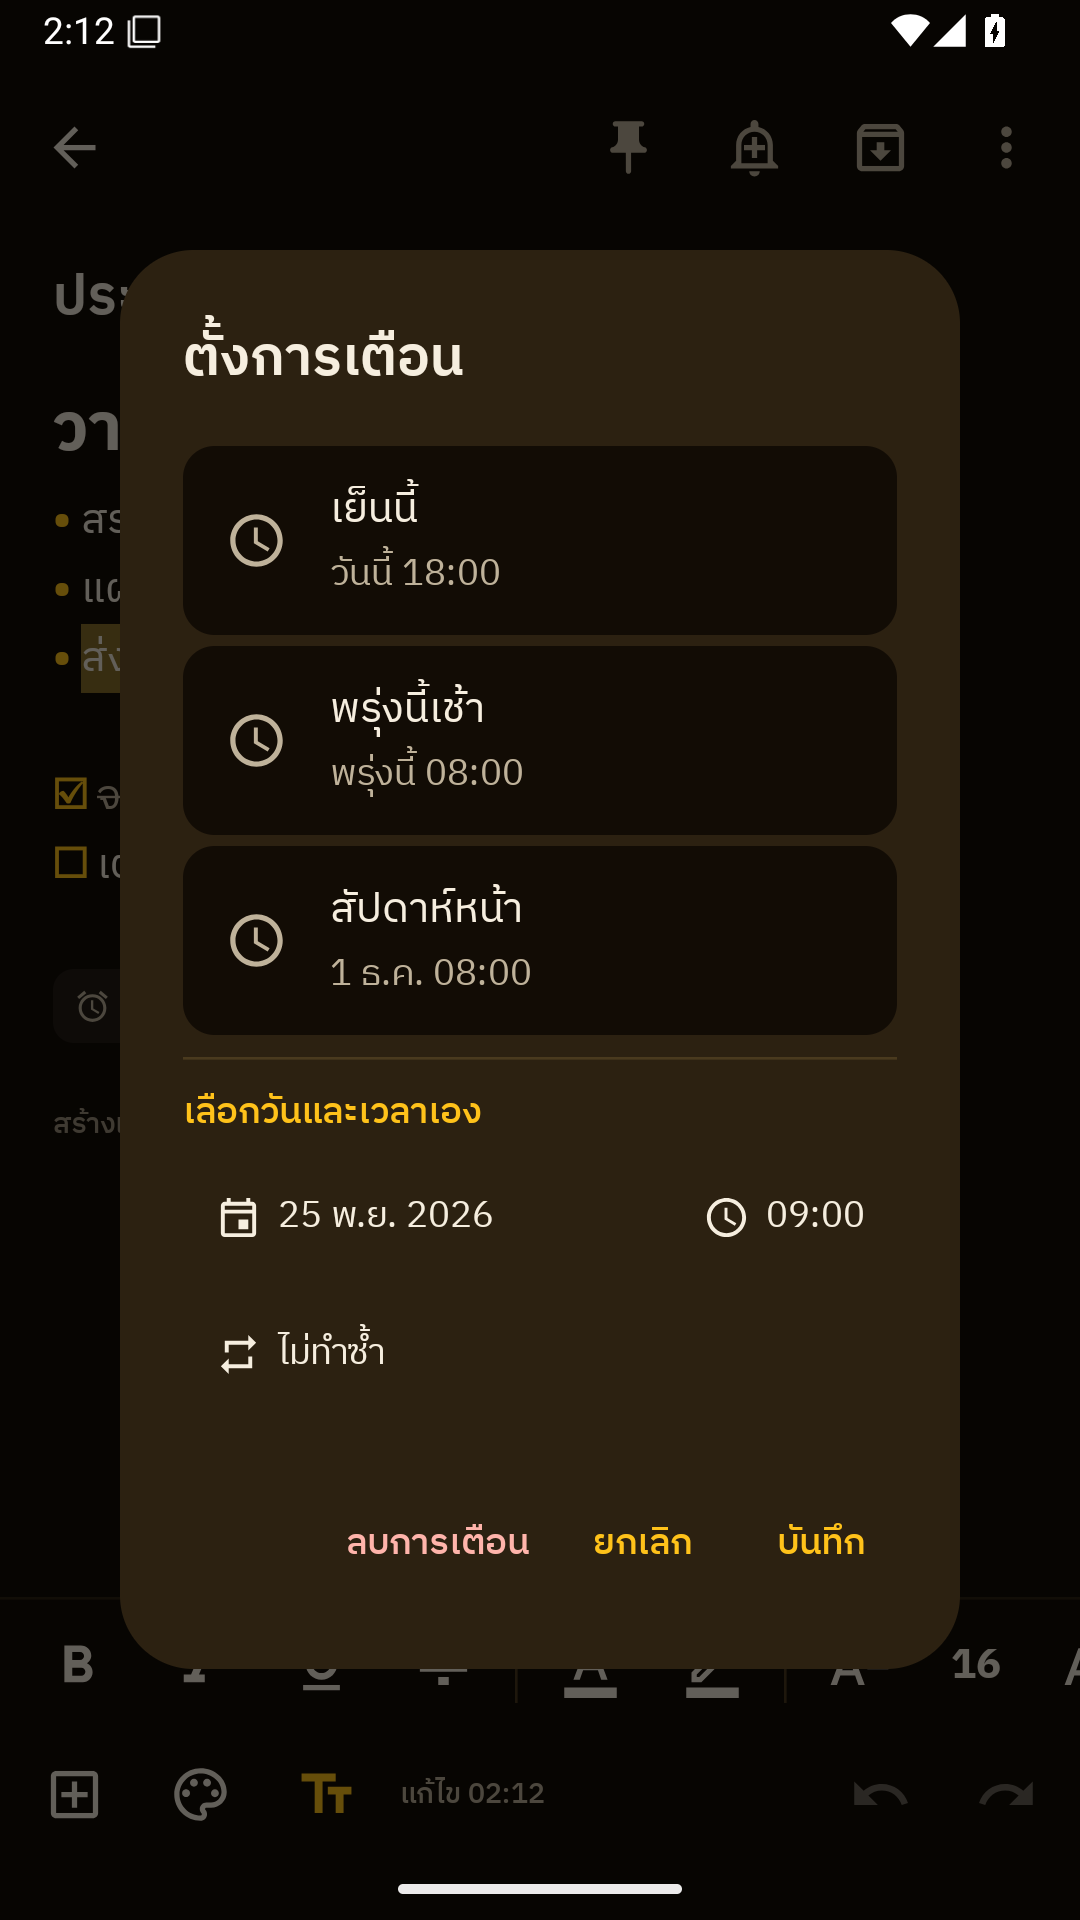 2:12
ตั้งการเตือน
เย็นนี้
วันนี้ 18:00
พรุ่งนี้เช้า
พรุ่งนี้ 08:00
สัปดาห์หน้า
1 ธ.ค. 08:00
เลือกวันและเวลาเอง
25 พ.ย. 2026
09:00
ไม่ทำซ้ำ
ลบการเตือน ยกเลิก บันทึก
B
16
แก้ไข 02:12